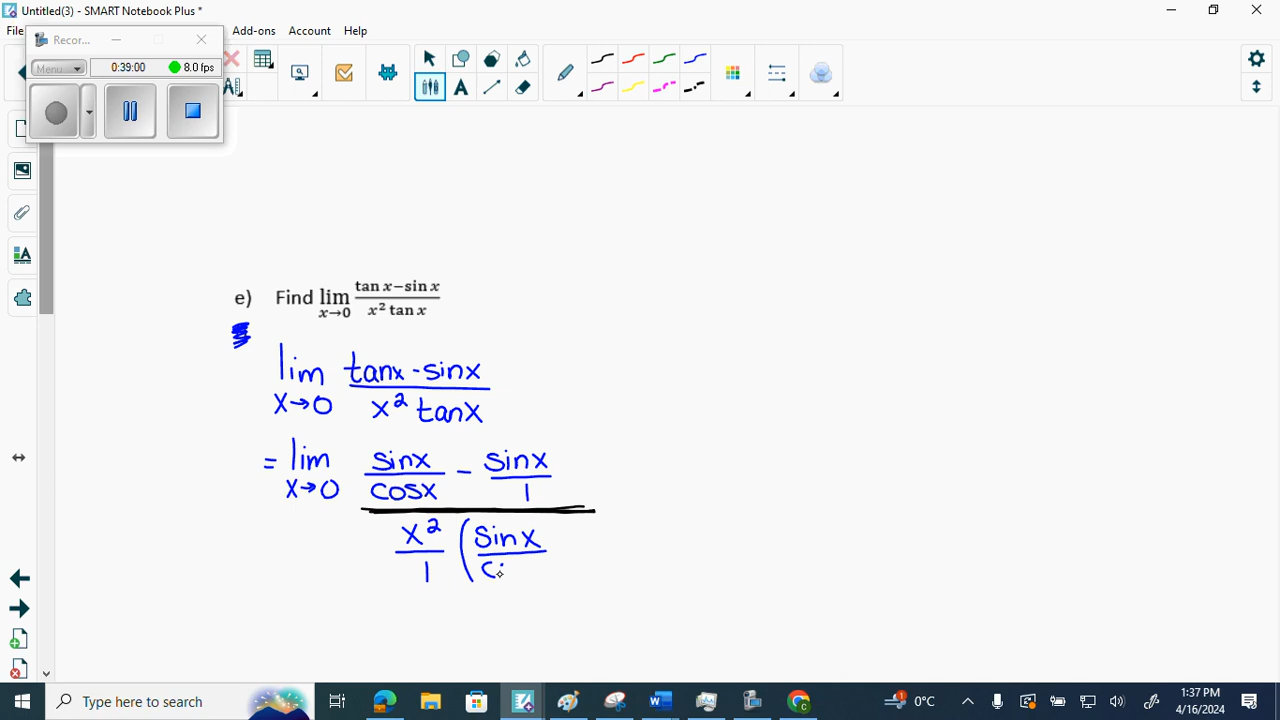 Untitled(3) - SMART Notebook Plus *
File Add-ons Account Help
Recor...
Menu 0:39:00 8.0 fps
e) Find lim x→0 (tan x−sin x)/(x² tan x)
lim x→0 (tanx - sinx)/(x² tanx)
= lim x→0 (sinx/cosx - sinx/1)
x²/1 (sinx/c
Type here to search
0°C
1:37 PM
4/16/2024